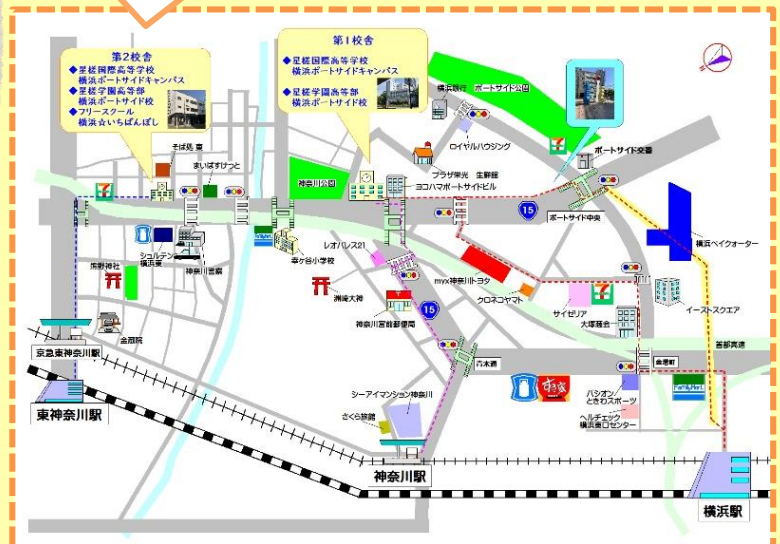 第2校舎
◆星槎国際高等学校
横浜ポートサイドキャンパス
◆星槎学園高等部
横浜ポートサイド校
◆フリースクール
横浜☆いちばんぼし
第1校舎
◆星槎国際高等学校
横浜ポートサイドキャンパス
◆星槎学園高等部
横浜ポートサイド校
横浜銀行
ポートサイド公園
ロイヤルハウジング
プラザ栄光 生鮮館
ヨコハマポートサイドビル
ポートサイド交番
そば処 東
まいばすけっと
神奈川公園
15
ポートサイド中央
横浜ベイクォーター
シュルテン
横浜東
神奈川警察
FamilyMart
幸ヶ谷小学校
レオパレス21
熊野神社
洲崎大神
15
神奈川宮前郵便局
myx神奈川トヨタ
クロネコヤマト
サイゼリア
大塚商会
イーストスクエア
金蔵院
京急東神奈川駅
青木通
首都高速
金港町
東神奈川駅
シーアイマンション神奈川
さくら旅館
すき家
パシオン
ときわスポーツ
ヘルチェック
横浜東口センター
FamilyMart
神奈川駅
横浜駅